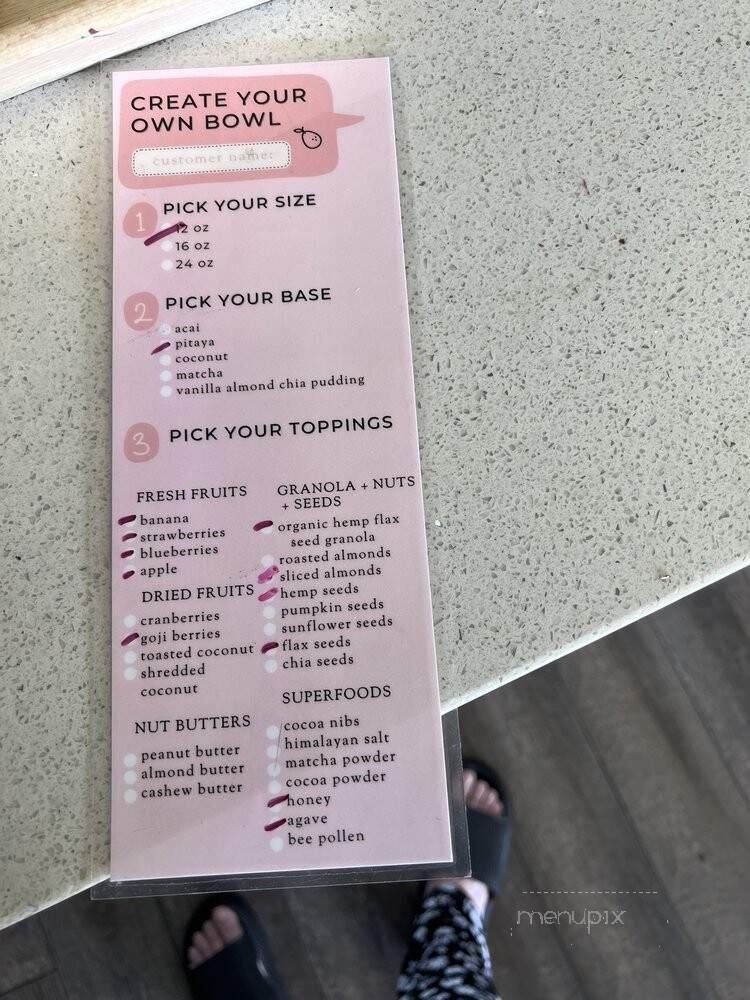 CREATE YOUR
OWN BOWL
customer name:
1
PICK YOUR SIZE
12 oz
16 oz
24 oz
2
PICK YOUR BASE
acai
pitaya
coconut
matcha
vanilla almond chia pudding
3
PICK YOUR TOPPINGS
FRESH FRUITS
banana
strawberries
blueberries
apple
DRIED FRUITS
cranberries
goji berries
toasted coconut
shredded
coconut
NUT BUTTERS
peanut butter
almond butter
cashew butter
GRANOLA + NUTS
+ SEEDS
organic hemp flax
seed granola
roasted almonds
sliced almonds
hemp seeds
pumpkin seeds
sunflower seeds
flax seeds
chia seeds
SUPERFOODS
cocoa nibs
himalayan salt
matcha powder
cocoa powder
honey
agave
bee pollen
menupix